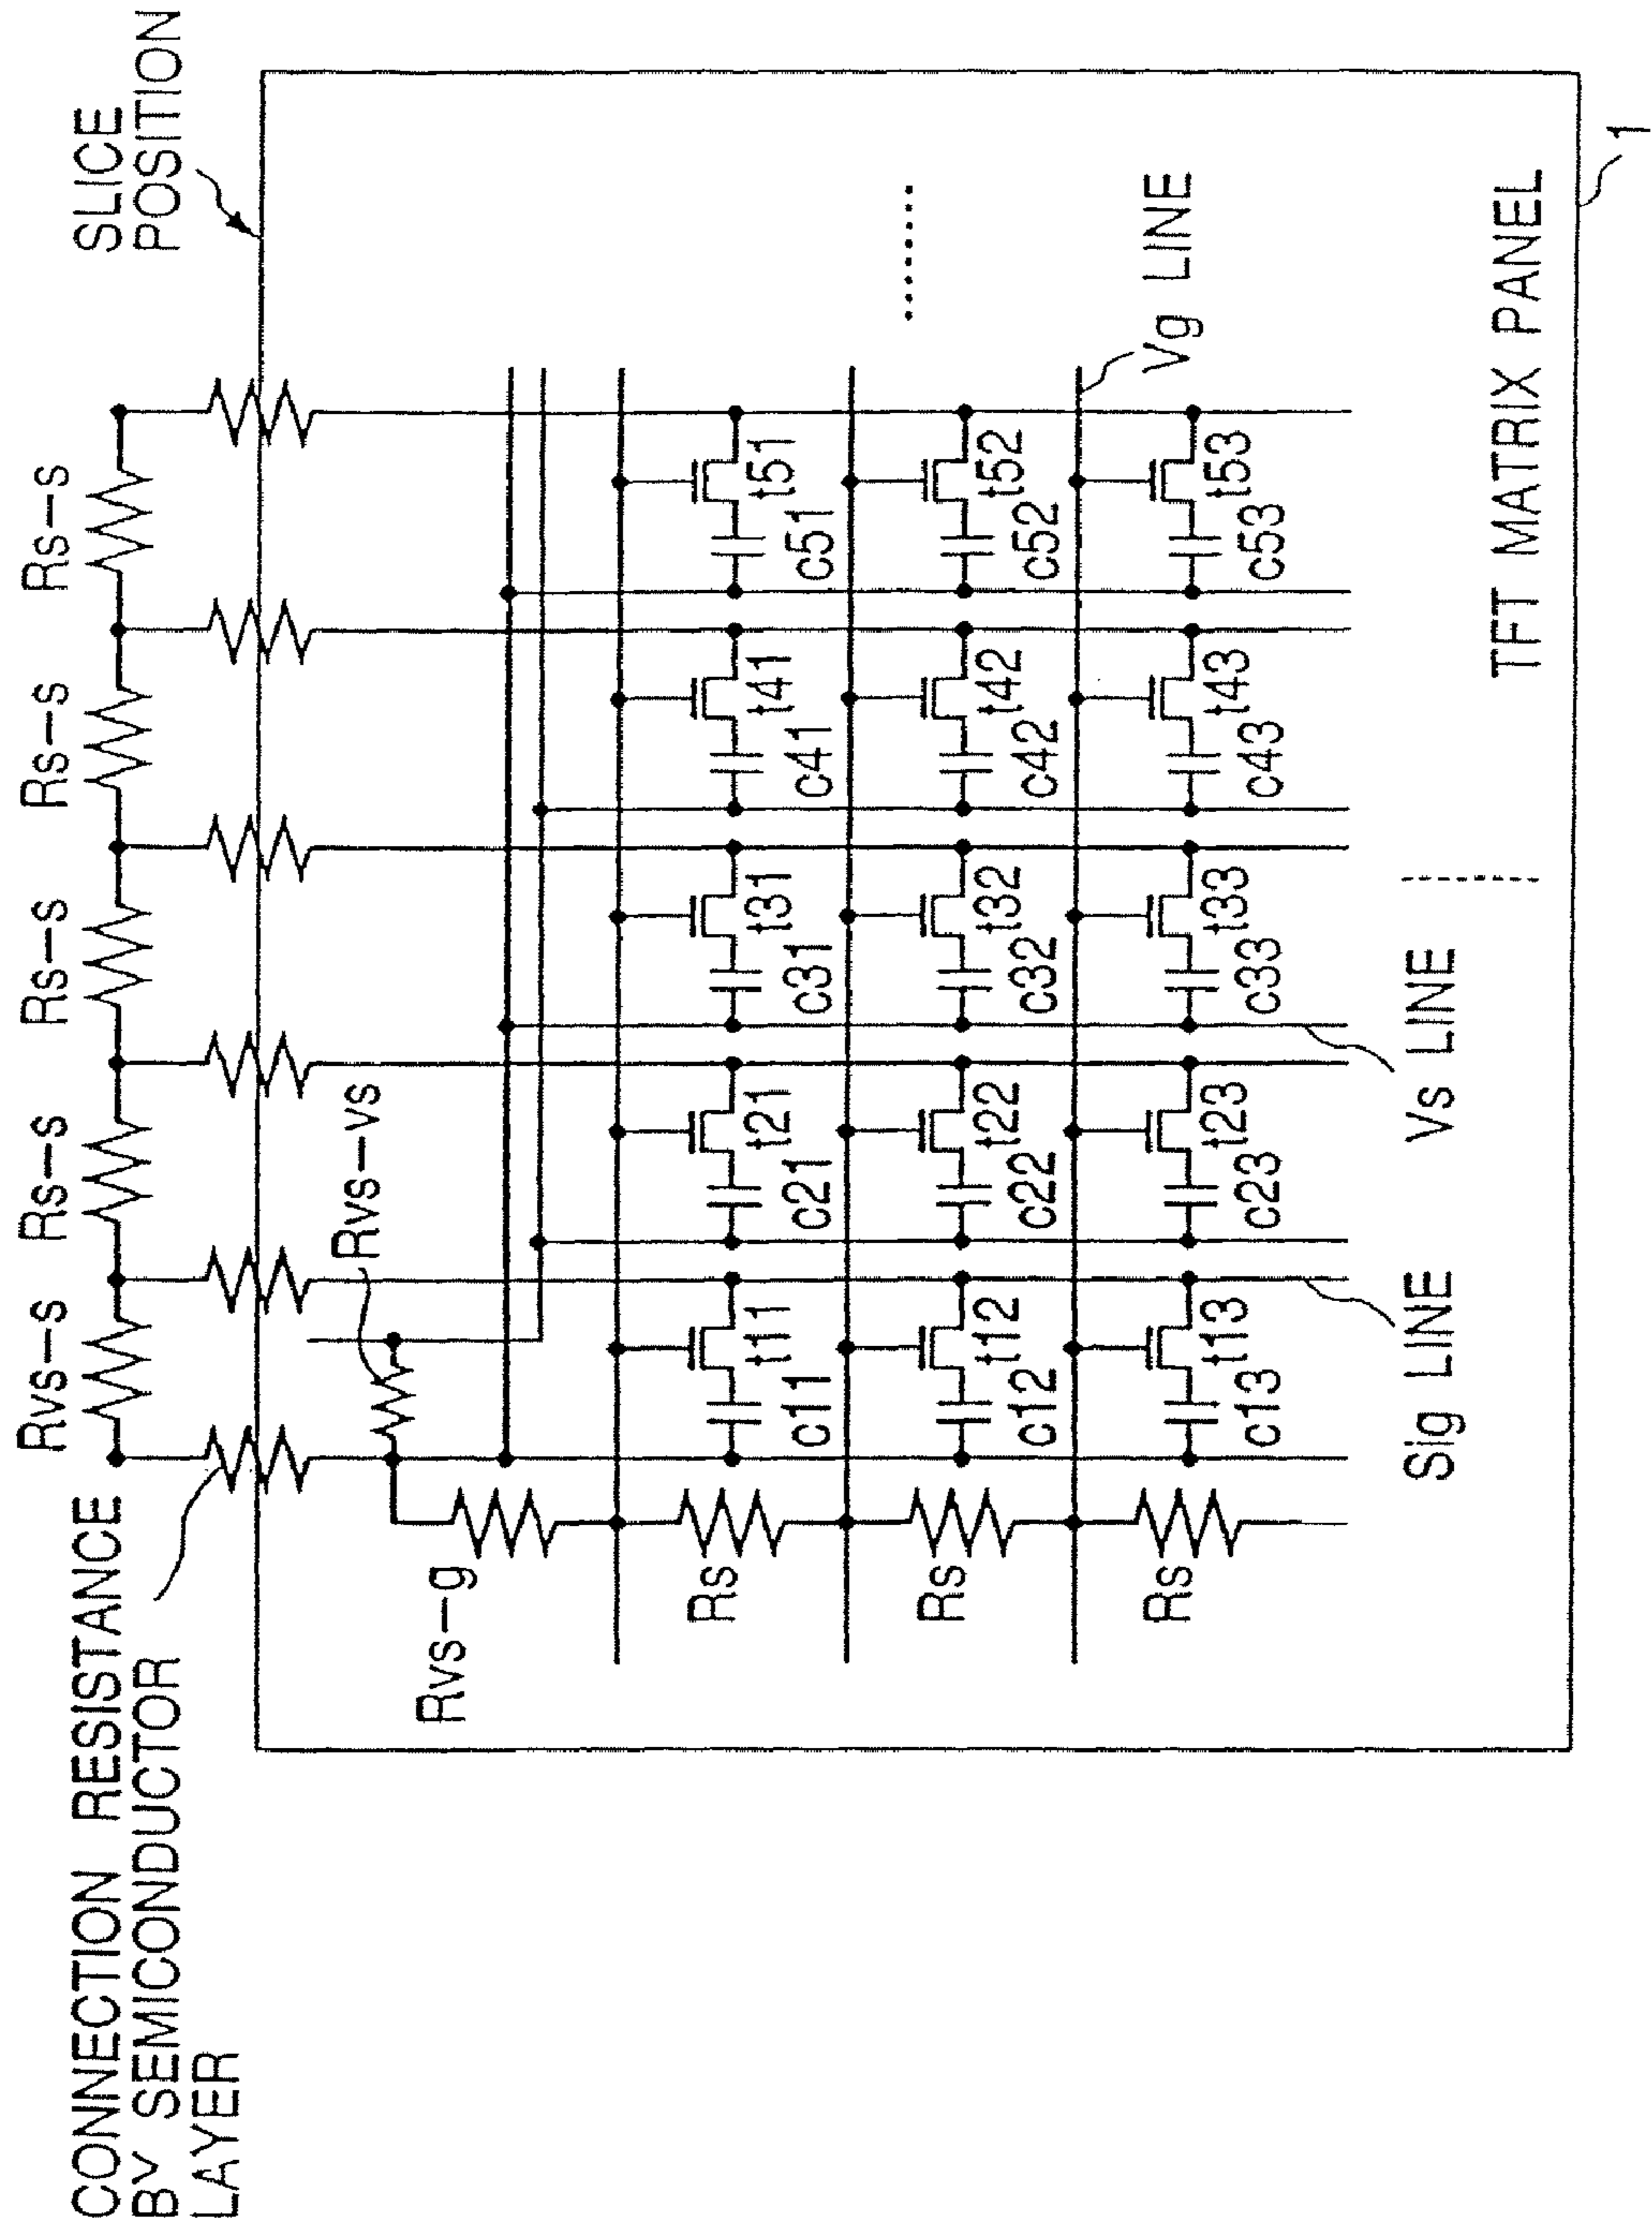 CONNECTION RESISTANCE
BY SEMICONDUCTOR
LAYER
Rvs-s
Rs-s
Rs-s
Rs-s
Rs-s
SLICE
POSITION
Rvs-vs
Rvs-g
Rs
c11
t11
c21
t21
c31
t31
c41
t41
c51
t51
Rs
c12
t12
c22
t22
c32
t32
c42
t42
c52
t52
Rs
c13
t13
c23
t23
c33
t33
c43
t43
c53
t53
Vg LINE
Sig LINE
Vs LINE
TFT MATRIX PANEL
1